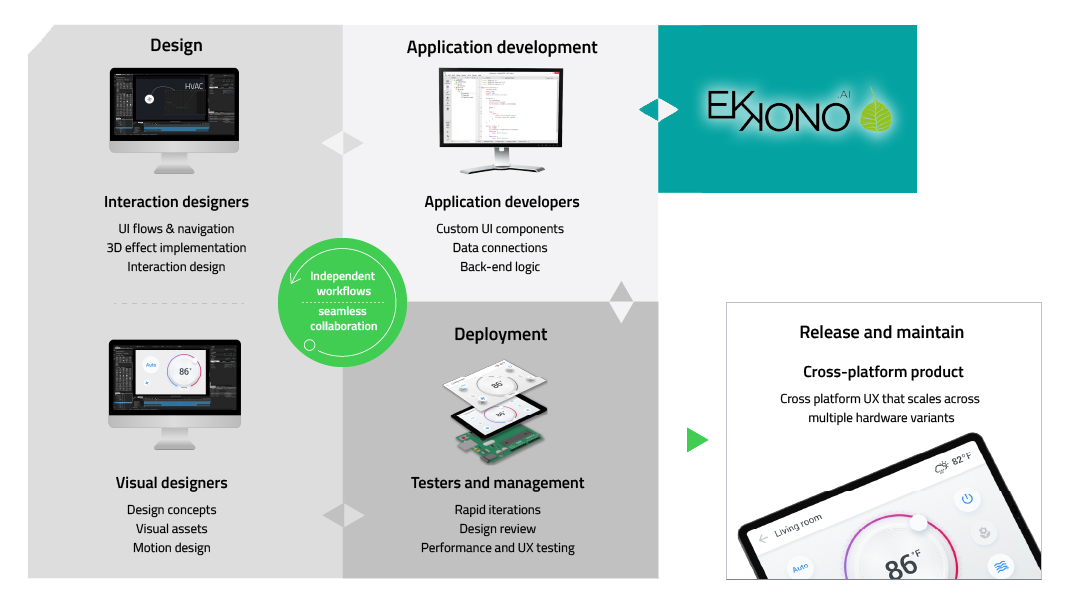 Design
HVAC
Interaction designers
UI flows & navigation
3D effect implementation
Interaction design
Auto
86°
Visual designers
Design concepts
Visual assets
Motion design
Application development
Application developers
Custom UI components
Data connections
Back-end logic
Independent
workflows
seamless
collaboration
Deployment
86°
86°
Testers and management
Rapid iterations
Design review
Performance and UX testing
EKKONO
AI
Release and maintain
Cross-platform product
Cross platform UX that scales across
multiple hardware variants
82°F
Living room
Auto
86°F